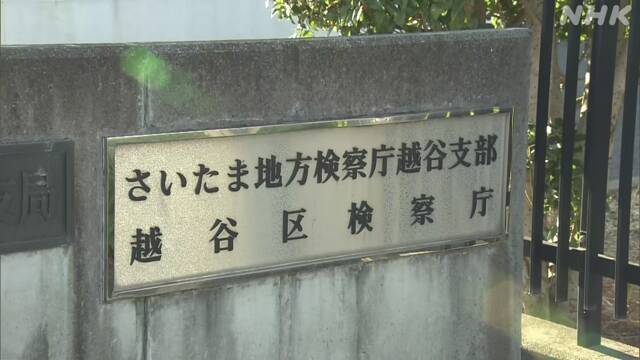 NHK
さいたま地方検察庁越谷支部
越谷区検察庁
局